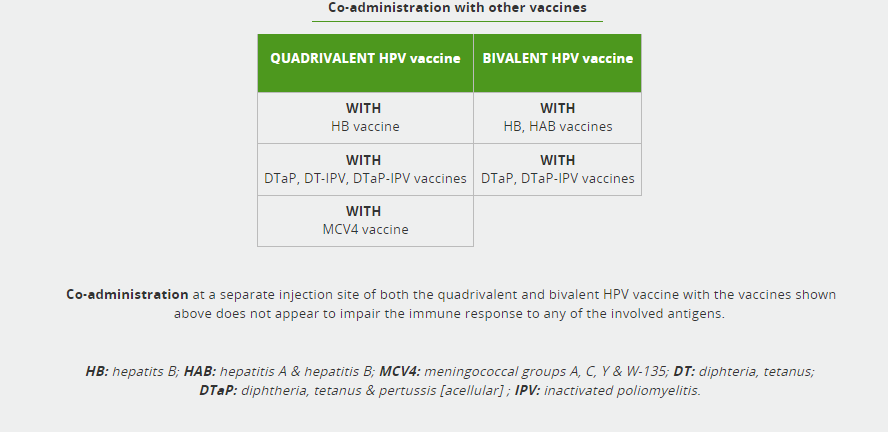 Co-administration with other vaccines
QUADRIVALENT HPV vaccine
BIVALENT HPV vaccine
WITH
HB vaccine
WITH
HB, HAB vaccines
WITH
DTaP, DT-IPV, DTaP-IPV vaccines
WITH
DTaP, DTaP-IPV vaccines
WITH
MCV4 vaccine
Co-administration at a separate injection site of both the quadrivalent and bivalent HPV vaccine with the vaccines shown
above does not appear to impair the immune response to any of the involved antigens.
HB: hepatits B; HAB: hepatitis A & hepatitis B; MCV4: meningococcal groups A, C, Y & W-135; DT: diphteria, tetanus;
DTaP: diphtheria, tetanus & pertussis [acellular] ; IPV: inactivated poliomyelitis.